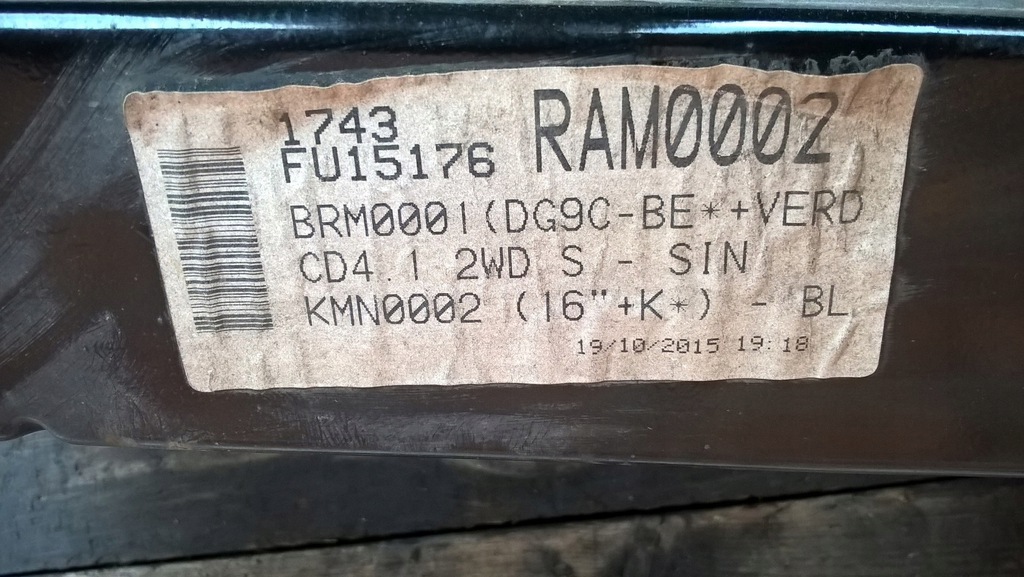 1743
FU15176 RAM0002
BRM0001(DG9C-BE*+VERD
CD4.1 2WD S - SIN
KMN0002 (16"+K*) - BL
19/10/2015 19:18